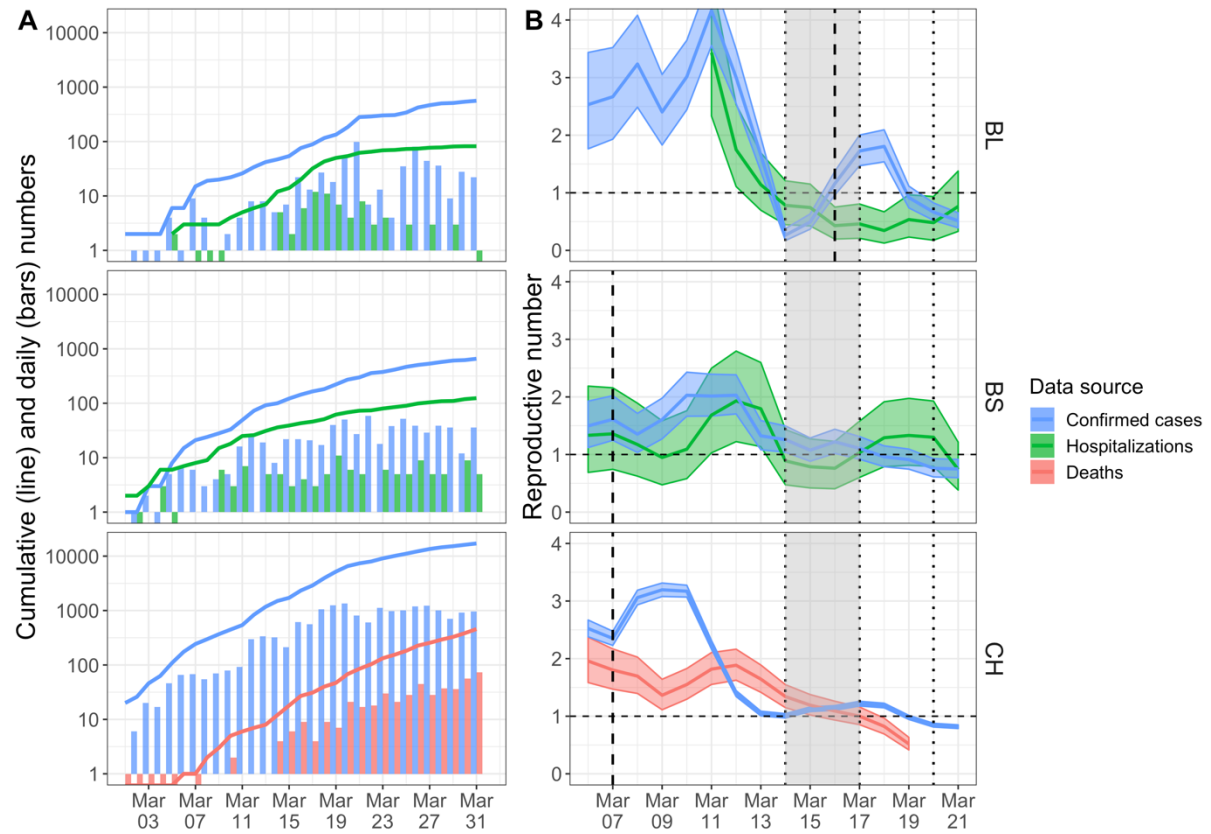 A
B
Cumulative (line) and daily (bars) numbers
10000
1000
100
10
1
10000
1000
100
10
1
10000
1000
100
10
1
Mar 03
Mar 07
Mar 11
Mar 15
Mar 19
Mar 23
Mar 27
Mar 31
Reproductive number
4
3
2
1
0
BL
4
3
2
1
0
BS
4
3
2
1
0
CH
Mar 07
Mar 09
Mar 11
Mar 13
Mar 15
Mar 17
Mar 19
Mar 21
Data source
Confirmed cases
Hospitalizations
Deaths